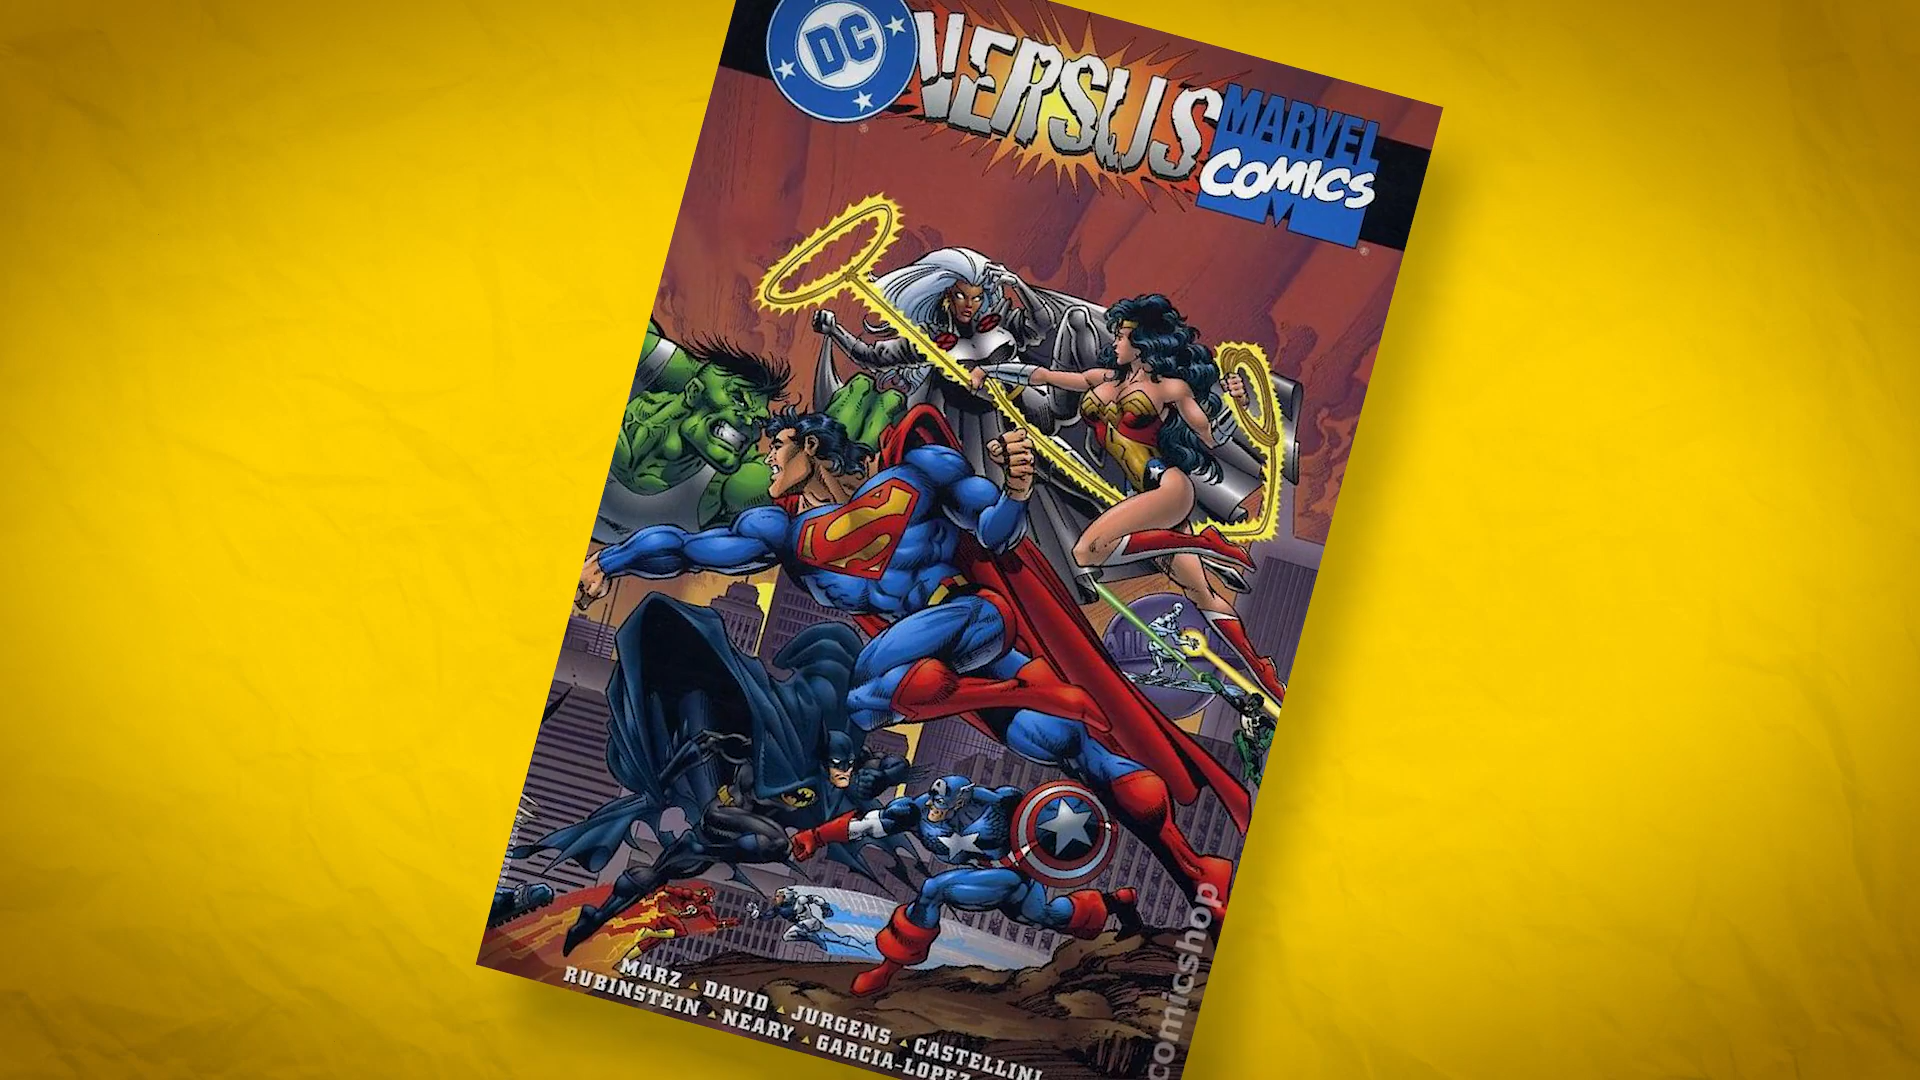 DC VERSUS MARVEL
COMICS
MARZ ▲ DAVID ▲ JURGENS ▲ CASTELLINI
RUBINSTEIN ▲ NEARY ▲ GARCIA-LOPEZ
comicshop